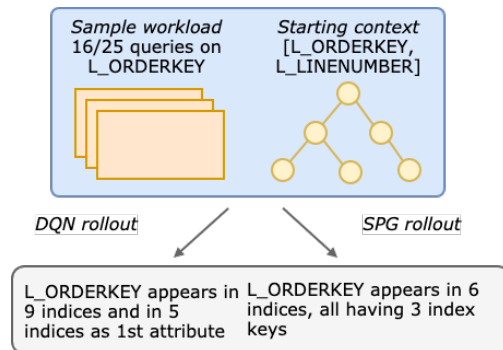 Sample workload
16/25 queries on
L_ORDERKEY
Starting context
[L_ORDERKEY,
L_LINENUMBER]
DQN rollout
SPG rollout
L_ORDERKEY appears in
9 indices and in 5
indices as 1st attribute
L_ORDERKEY appears in 6
indices, all having 3 index
keys